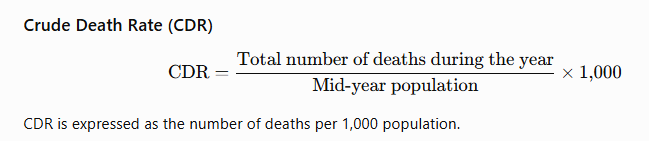 Crude Death Rate (CDR)
CDR = Total number of deaths during the year / Mid-year population × 1,000
CDR is expressed as the number of deaths per 1,000 population.